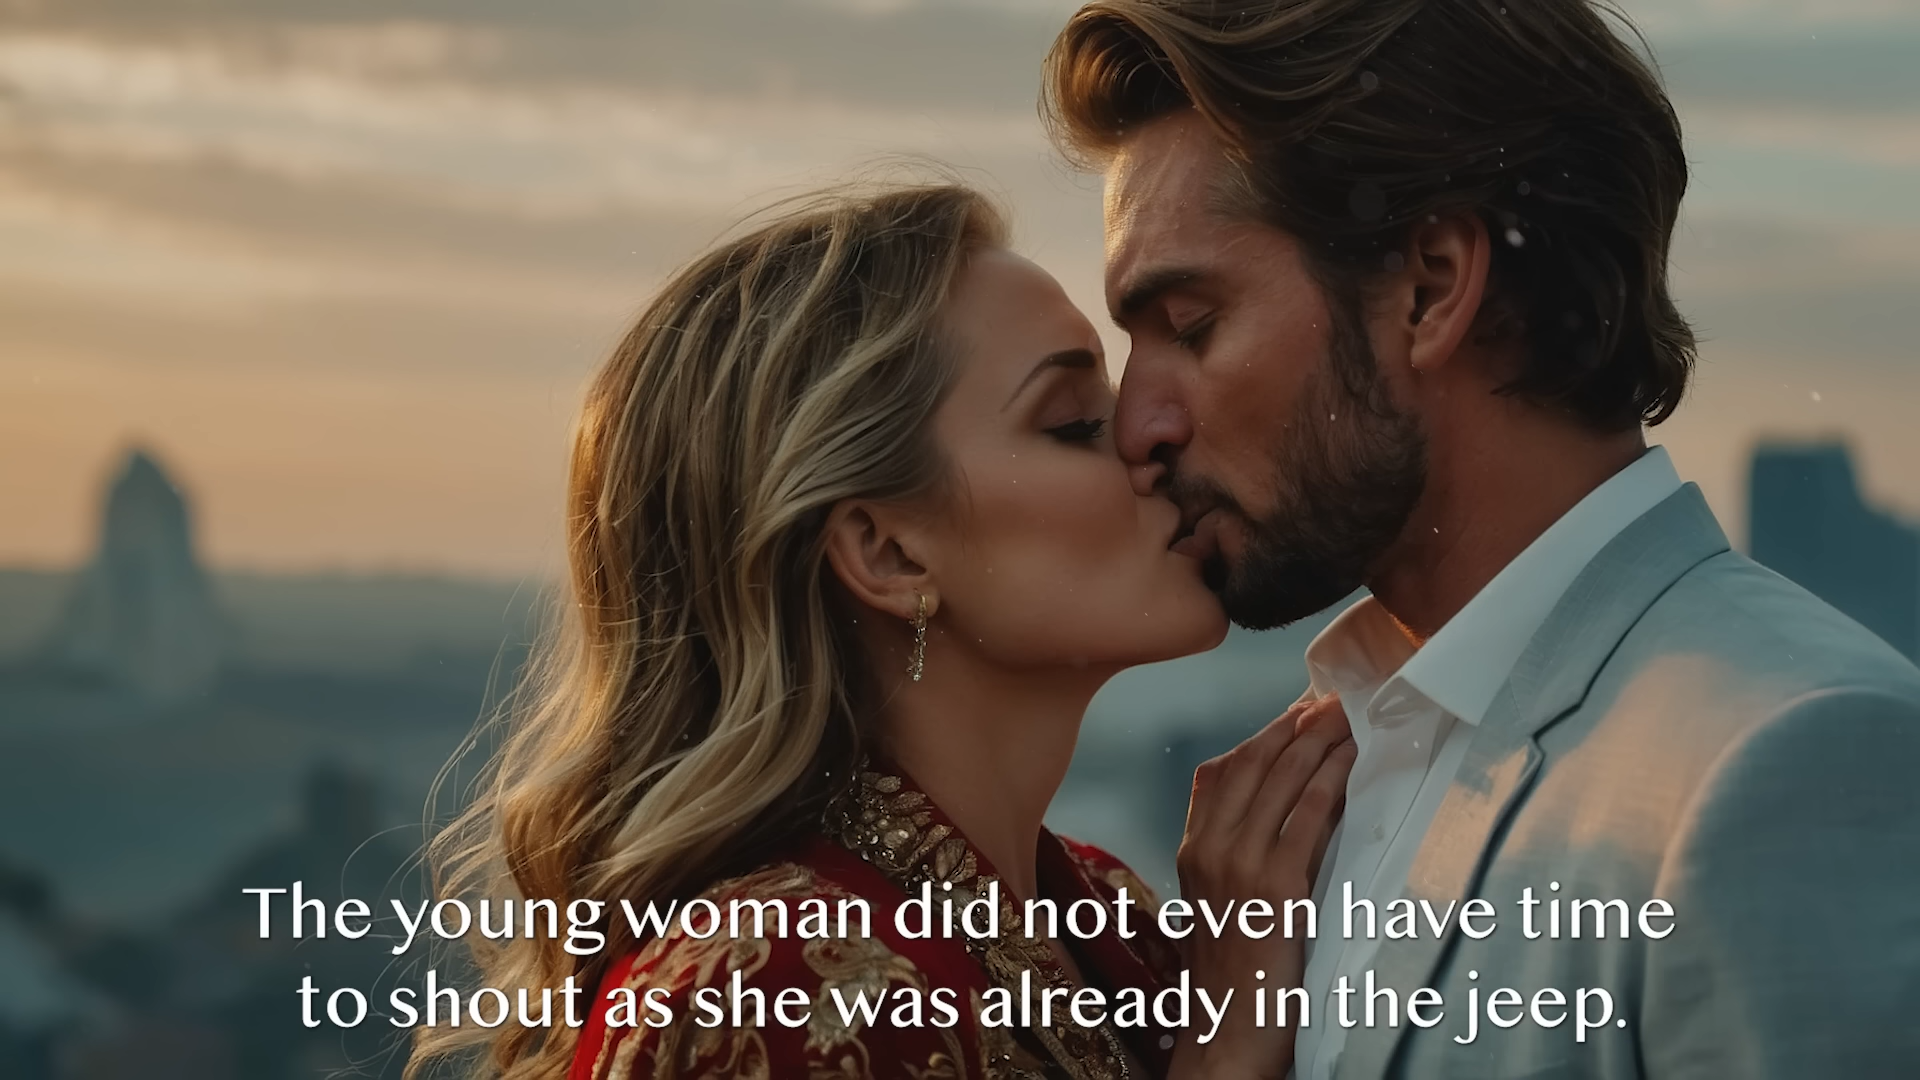 The young woman did not even have time
to shout as she was already in the jeep.